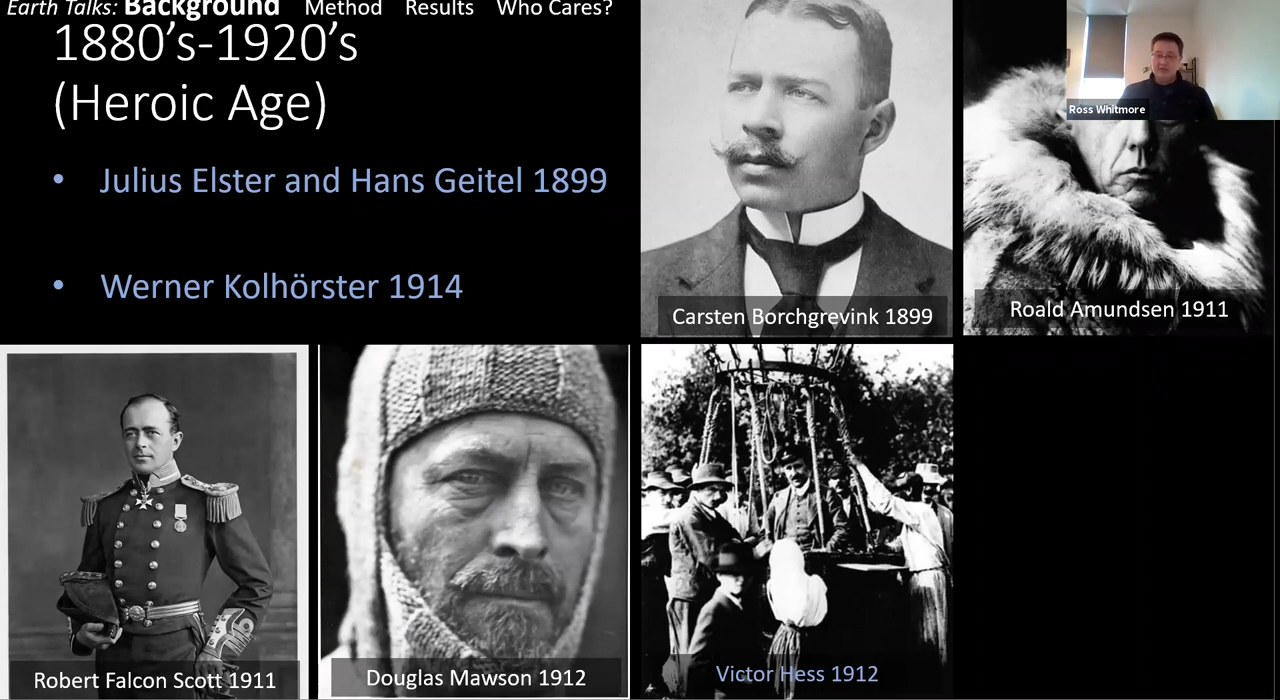 Earth Talks: Background Method Results Who Cares?
1880's-1920's
(Heroic Age)
• Julius Elster and Hans Geitel 1899
• Werner Kolhörster 1914
Ross Whitmore
Carsten Borchgrevink 1899
Roald Amundsen 1911
Robert Falcon Scott 1911
Douglas Mawson 1912
Victor Hess 1912